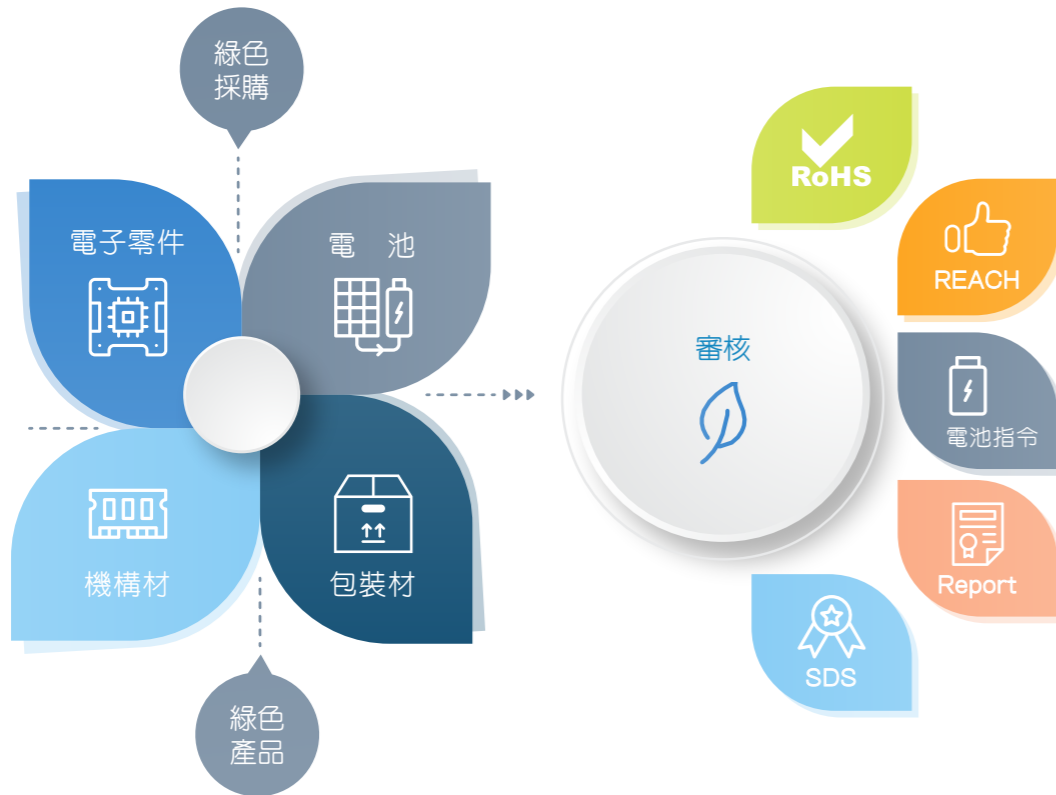 綠色
採購
電子零件
電 池
機構材
包裝材
綠色
產品
審核
RoHS
REACH
電池指令
Report
SDS